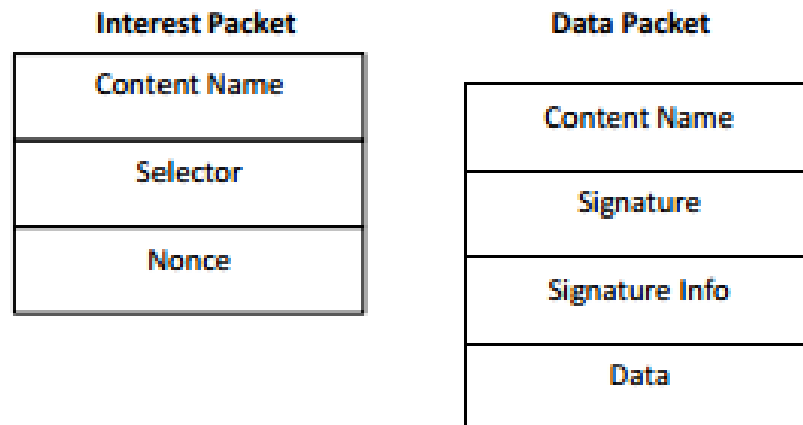 Interest Packet
Content Name
Selector
Nonce
Data Packet
Content Name
Signature
Signature Info
Data